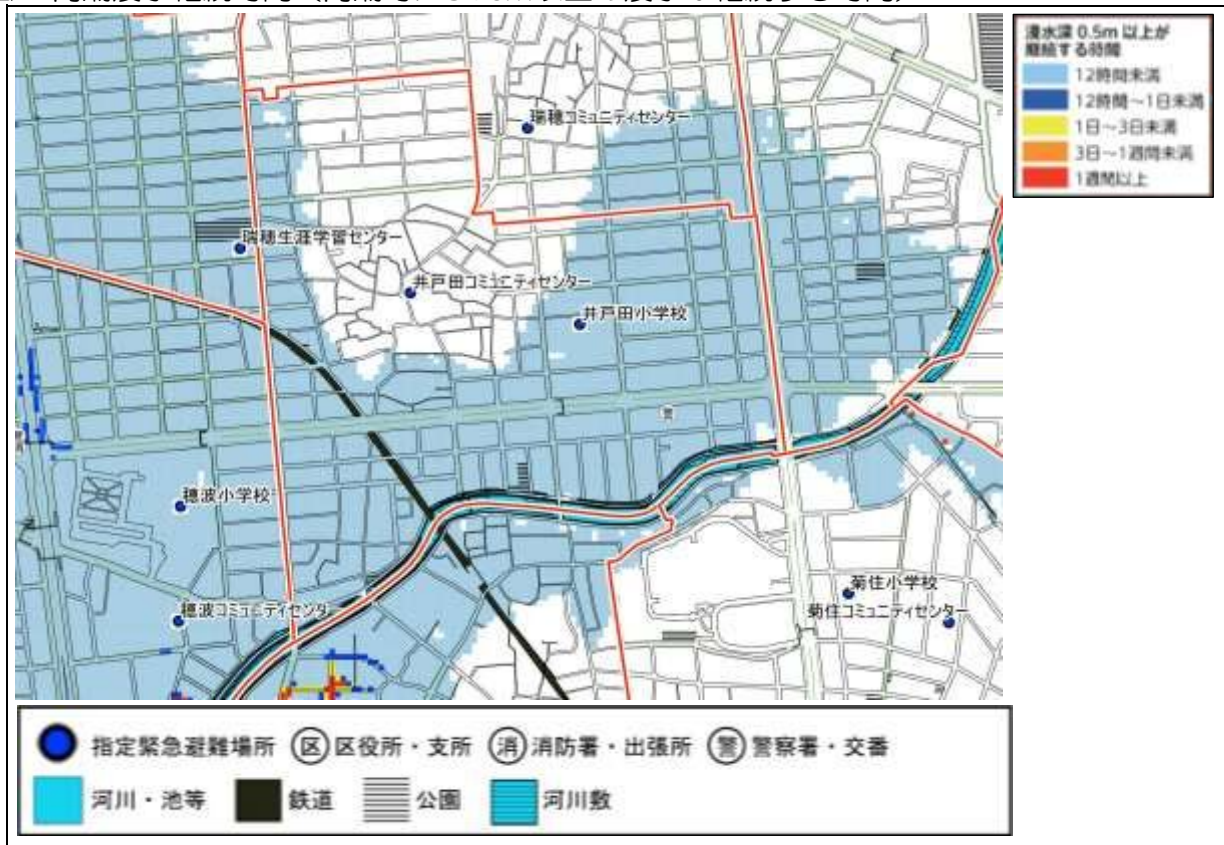 浸水深 0.5m 以上が
継続する時間
12時間未満
12時間～1日未満
1日～3日未満
3日～1週間未満
1週間以上
瑞穂コミュニティセンター
瑞穂生涯学習センター
井戸田コミュニティセンター
井戸田小学校
警
穂波小学校
菊住小学校
穂波コミュニティセンタ
菊住コミュニティセンター
指定緊急避難場所 区 区役所・支所 消 消防署・出張所 警 警察署・交番
河川・池等 鉄道 公園 河川敷